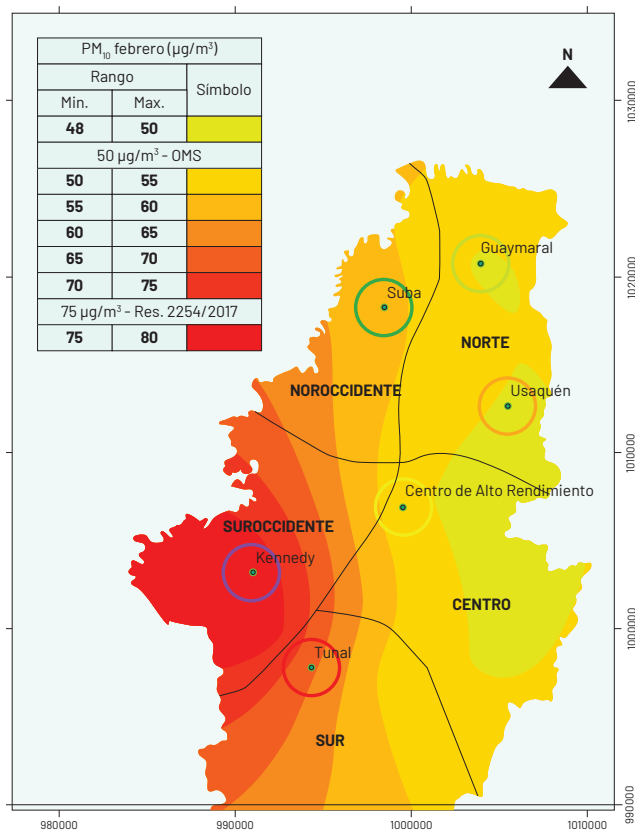 PM₁₀ febrero (µg/m³)
Rango
Símbolo
Min.
Max.
48
50
50 µg/m³ - OMS
50
55
55
60
60
65
65
70
70
75
75 µg/m³ - Res. 2254/2017
75
80
N
Guaymaral
Suba
NORTE
Usaquén
NOROCCIDENTE
Centro de Alto Rendimiento
SUROCCIDENTE
Kennedy
CENTRO
Tunal
SUR
1030000
1020000
1010000
1000000
990000
980000
990000
1000000
1010000